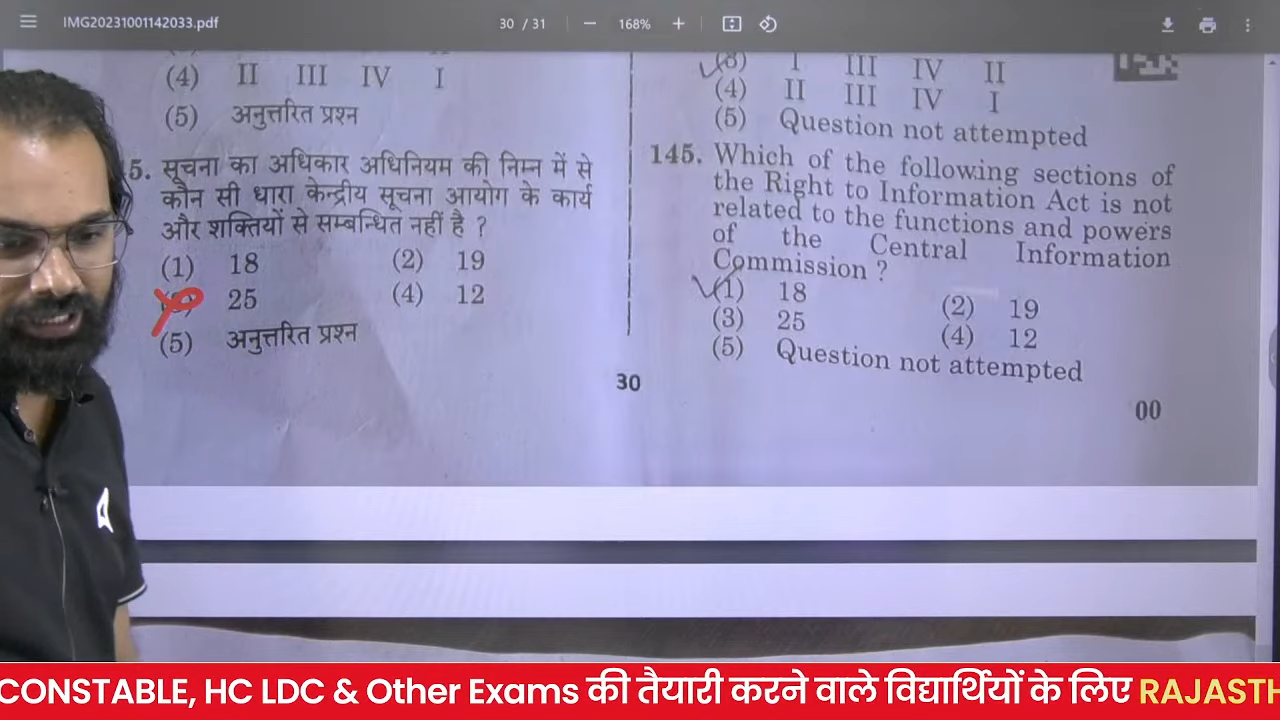 IMG20231001142033.pdf
30 / 31
168%
(4) II III IV I
(5) अनुत्तरित प्रश्न
5. सूचना का अधिकार अधिनियम की निम्न में से
कौन सी धारा केन्द्रीय सूचना आयोग के कार्य
और शक्तियों से सम्बन्धित नहीं है ?
(1) 18 (2) 19
25 (4) 12
(5) अनुत्तरित प्रश्न
(3) I III IV II
(4) II III IV I
(5) Question not attempted
145. Which of the following sections of
the Right to Information Act is not
related to the functions and powers
of the Central Information
Commission ?
(1) 18 (2) 19
(3) 25 (4) 12
(5) Question not attempted
30
00
CONSTABLE, HC LDC & Other Exams की तैयारी करने वाले विद्यार्थियों के लिए RAJASTH